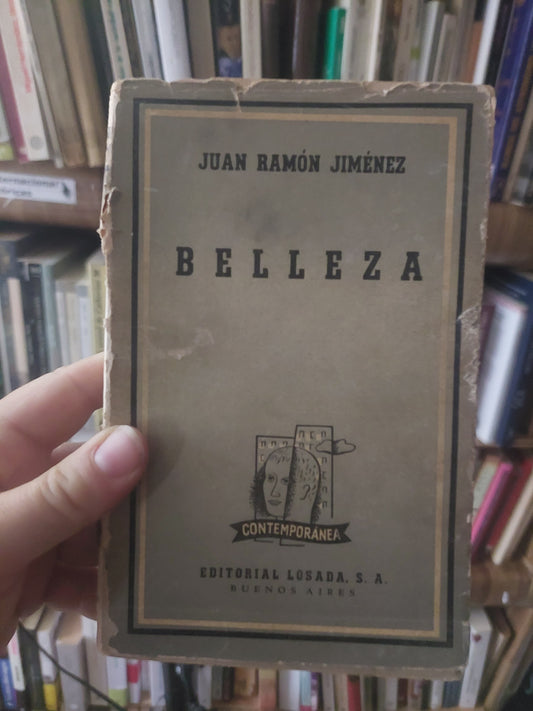 JUAN RAMÓN JIMÉNEZ
BELLEZA
CONTEMPORÁNEA
EDITORIAL LOSADA, S. A.
BUENOS AIRES